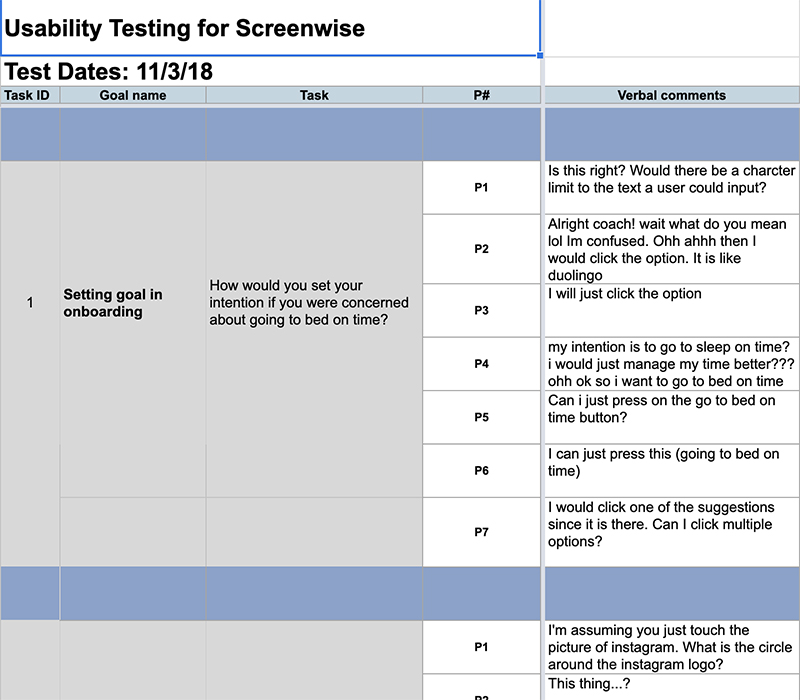 Usability Testing for Screenwise
Test Dates: 11/3/18
Task ID Goal name Task P# Verbal comments
1
Setting goal in
onboarding
How would you set your
intention if you were concerned
about going to bed on time?
P1
Is this right? Would there be a charcter
limit to the text a user could input?
P2
Alright coach! wait what do you mean
lol Im confused. Ohh ahhh then I
would click the option. It is like
duolingo
P3
I will just click the option
P4
my intention is to go to sleep on time?
i would just manage my time better???
ohh ok so i want to go to bed on time
P5
Can i just press on the go to bed on
time button?
P6
I can just press this (going to bed on
time)
P7
I would click one of the suggestions
since it is there. Can I click multiple
options?
P1
I'm assuming you just touch the
picture of instagram. What is the circle
around the instagram logo?
P2
This thing...?